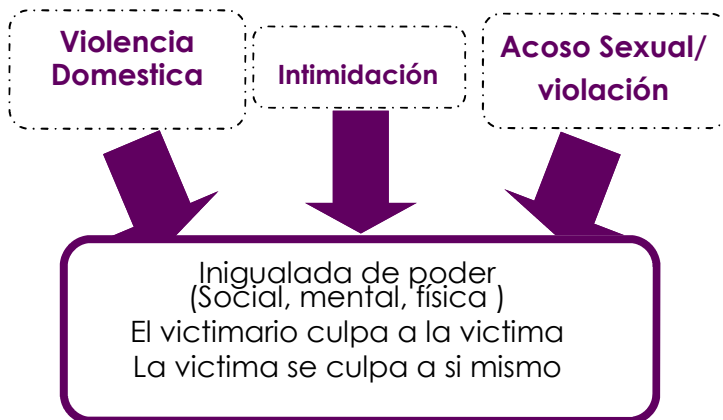 Violencia
Domestica
Intimidación
Acoso Sexual/
violación
Inigualada de poder
(Social, mental, física )
El victimario culpa a la victima
La victima se culpa a si mismo